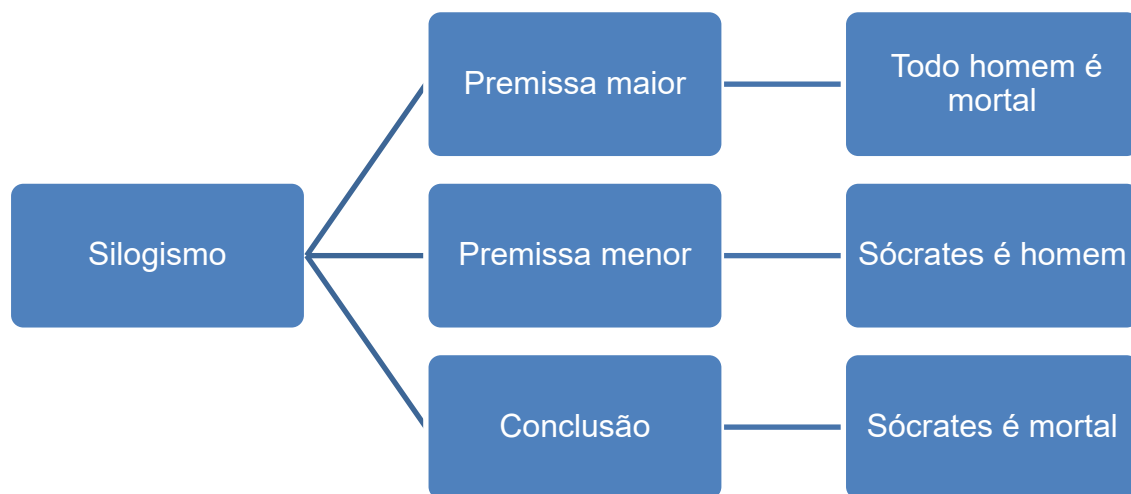 Silogismo
Premissa maior
Todo homem é
mortal
Premissa menor
Sócrates é homem
Conclusão
Sócrates é mortal